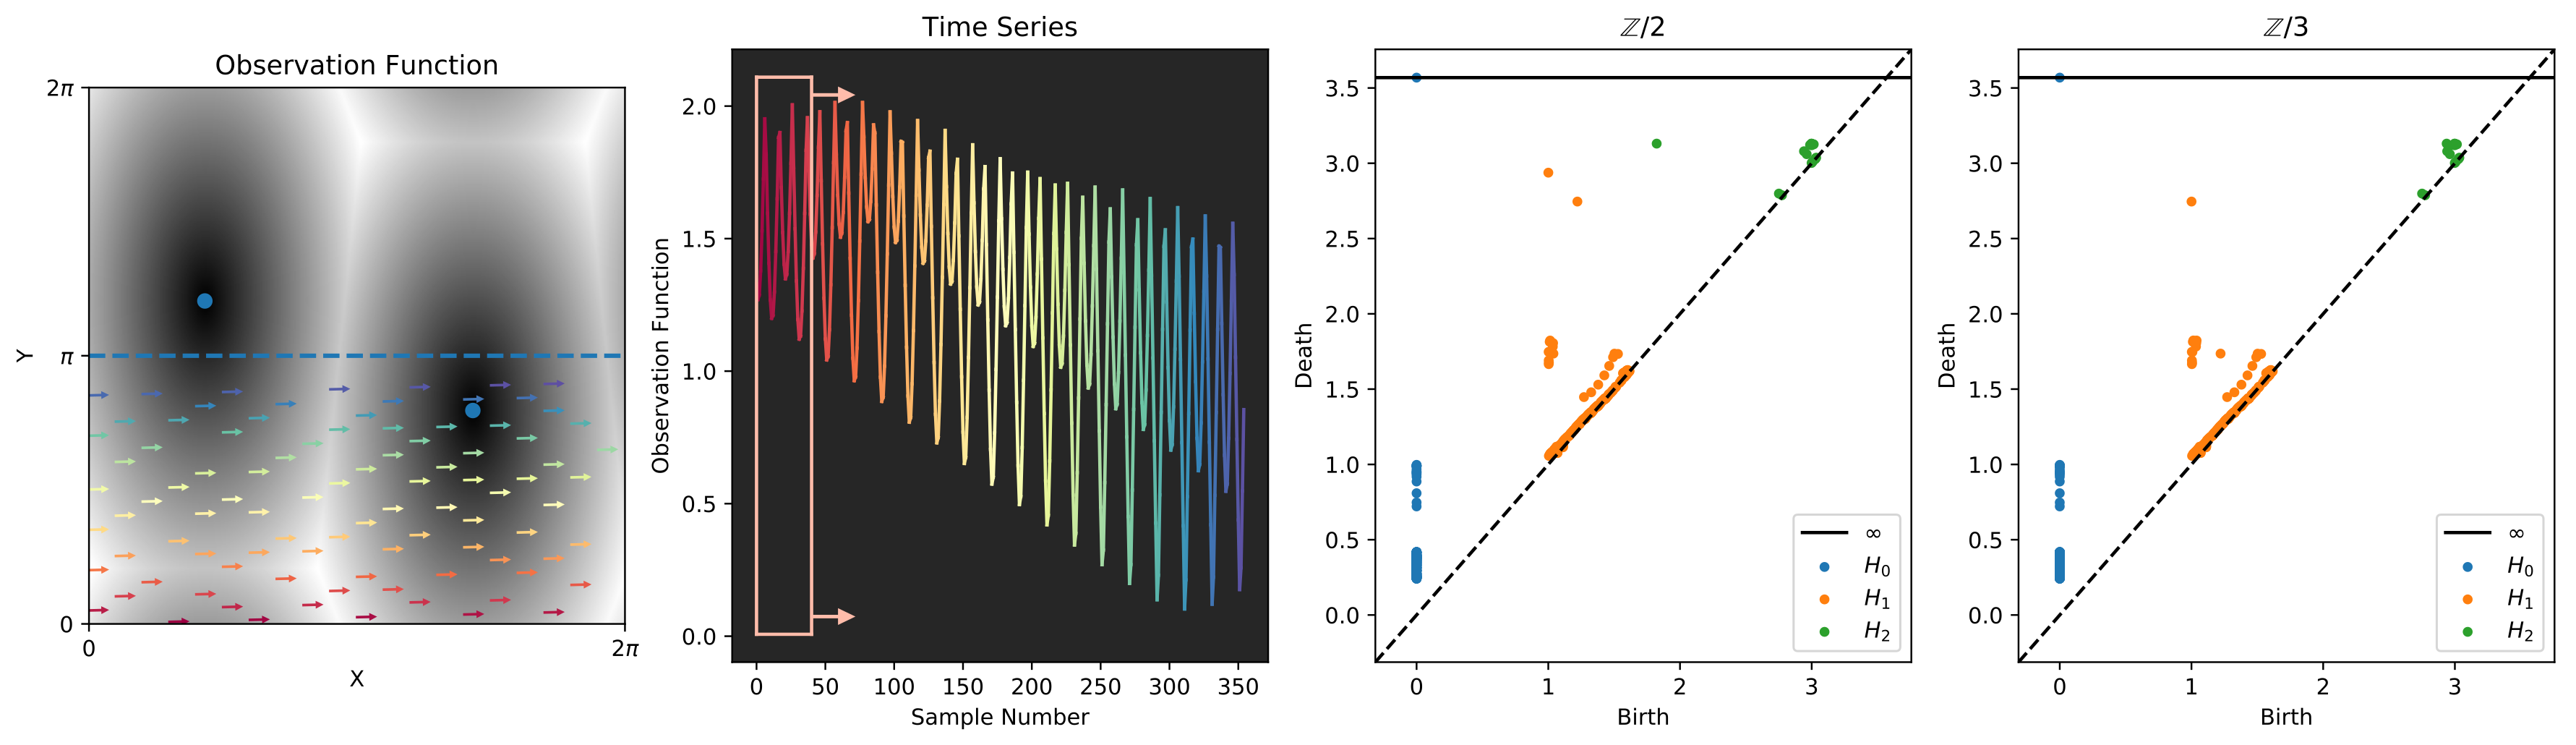 Observation Function
2π
Y
π
0
0
2π
X
Time Series
Observation Function
2.0
1.5
1.0
0.5
0.0
0 50 100 150 200 250 300 350
Sample Number
ℤ/2
Death
3.5
3.0
2.5
2.0
1.5
1.0
0.5
0.0
∞
H₀
H₁
H₂
0 1 2 3
Birth
ℤ/3
Death
3.5
3.0
2.5
2.0
1.5
1.0
0.5
0.0
∞
H₀
H₁
H₂
0 1 2 3
Birth